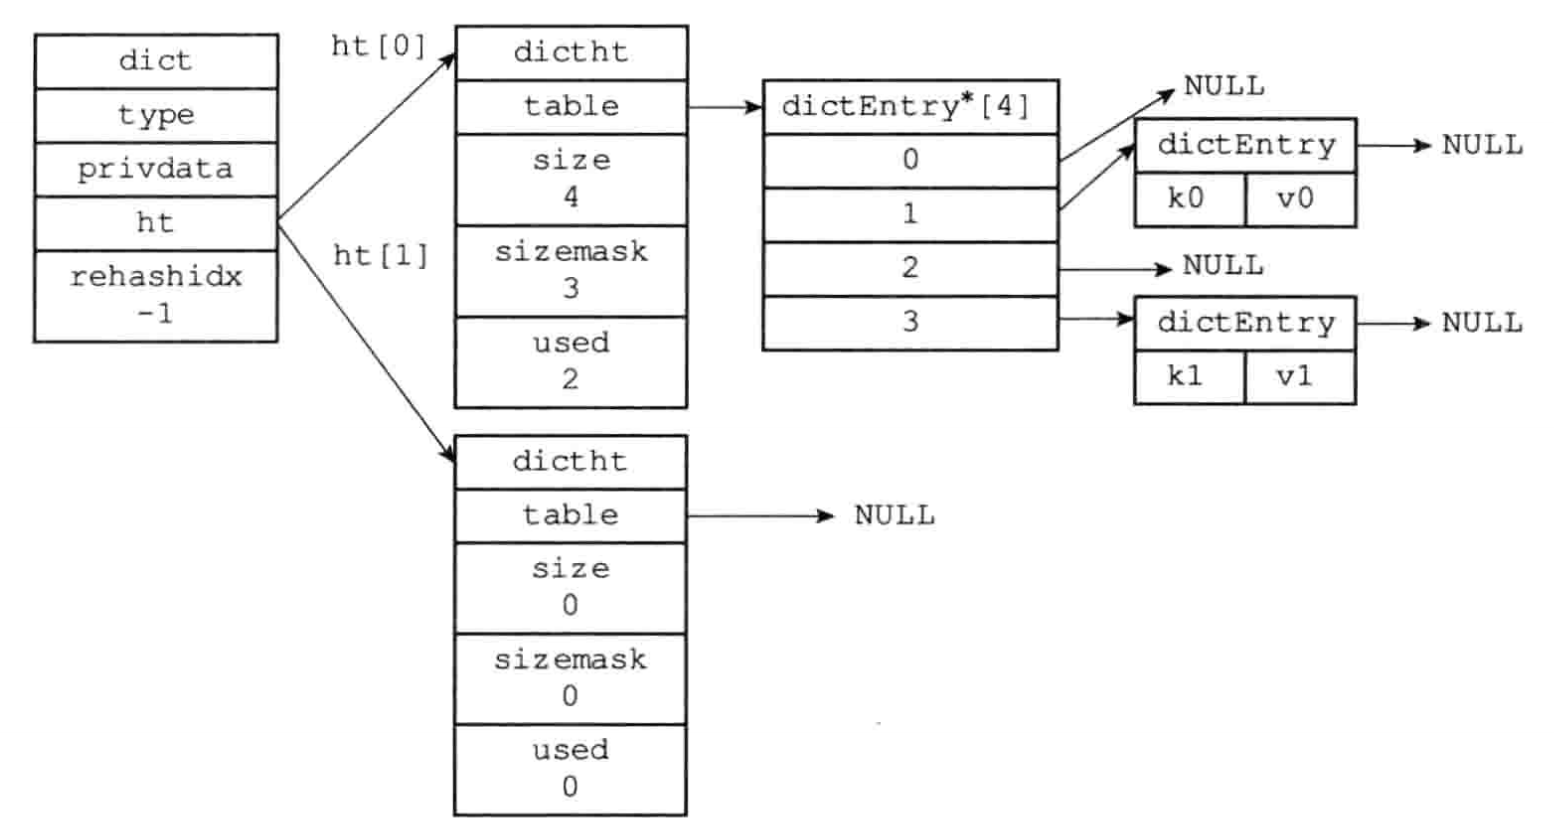 dict
type
privdata
ht
rehashidx
-1
ht[0]
ht[1]
dictht
table
size
4
sizemask
3
used
2
dictEntry*[4]
0
1
2
3
NULL
dictEntry
k0 v0
NULL
NULL
dictEntry
k1 v1
NULL
dictht
table
NULL
size
0
sizemask
0
used
0